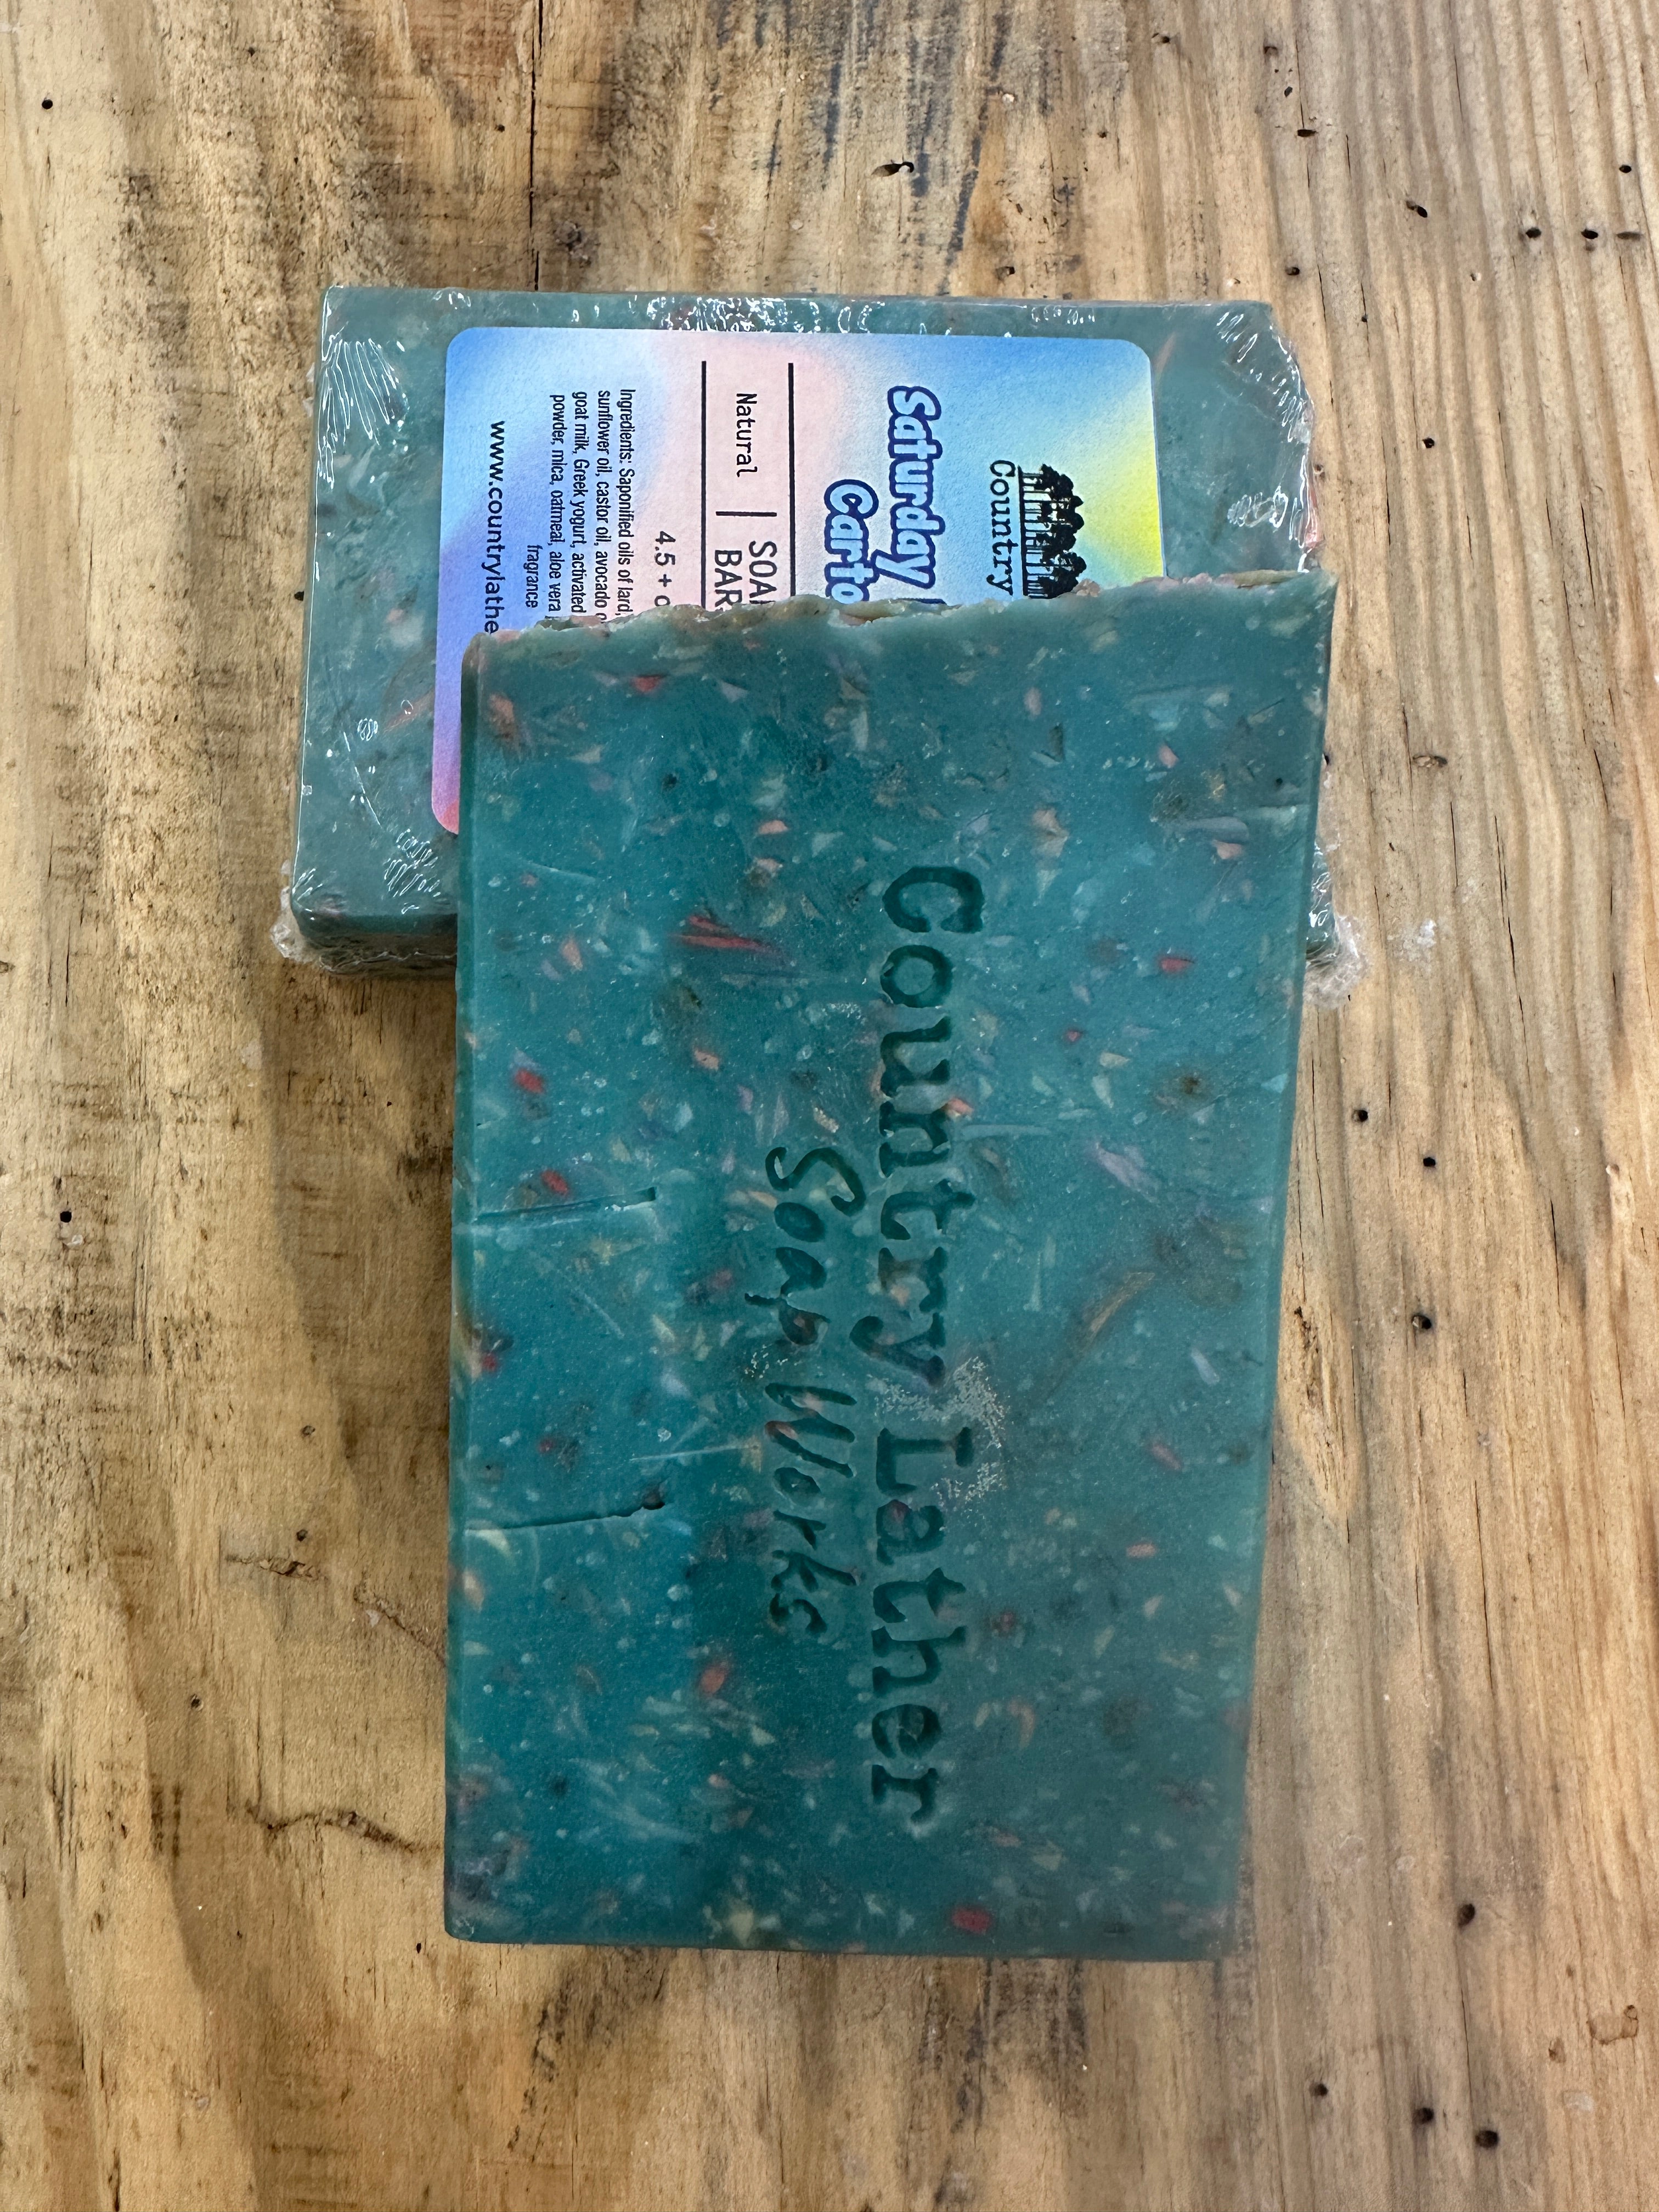 Country
Saturday
Carto
Natural
SOA
BAR
4.5 + o
Ingredients: Saponified oils of lard,
sunflower oil, castor oil, avocado o
goat milk, Greek yogurt, activated
powder, mica, oatmeal, aloe vera
fragrance
www.countrylathe
Country Lather
Soap Works